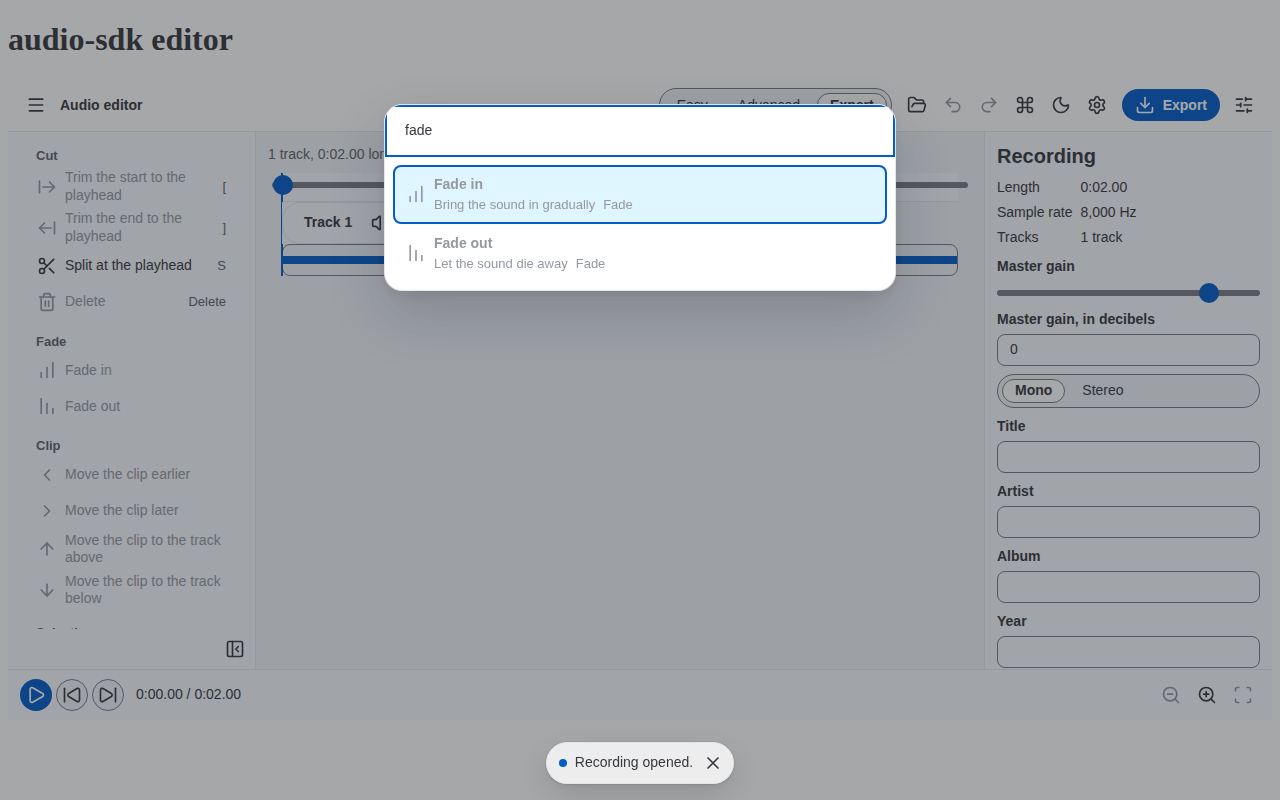 audio-sdk editor
Audio editor
Easy Advanced Export
Export
fade
Fade in
Bring the sound in gradually Fade
Fade out
Let the sound die away Fade
Cut
Trim the start to the
playhead
[
Trim the end to the
playhead
]
Split at the playhead S
Delete Delete
Fade
Fade in
Fade out
Clip
Move the clip earlier
Move the clip later
Move the clip to the track
above
Move the clip to the track
below
1 track, 0:02.00
Track 1
Recording
Length 0:02.00
Sample rate 8,000 Hz
Tracks 1 track
Master gain
Master gain, in decibels
0
Mono Stereo
Title
Artist
Album
Year
0:00.00 / 0:02.00
Recording opened.